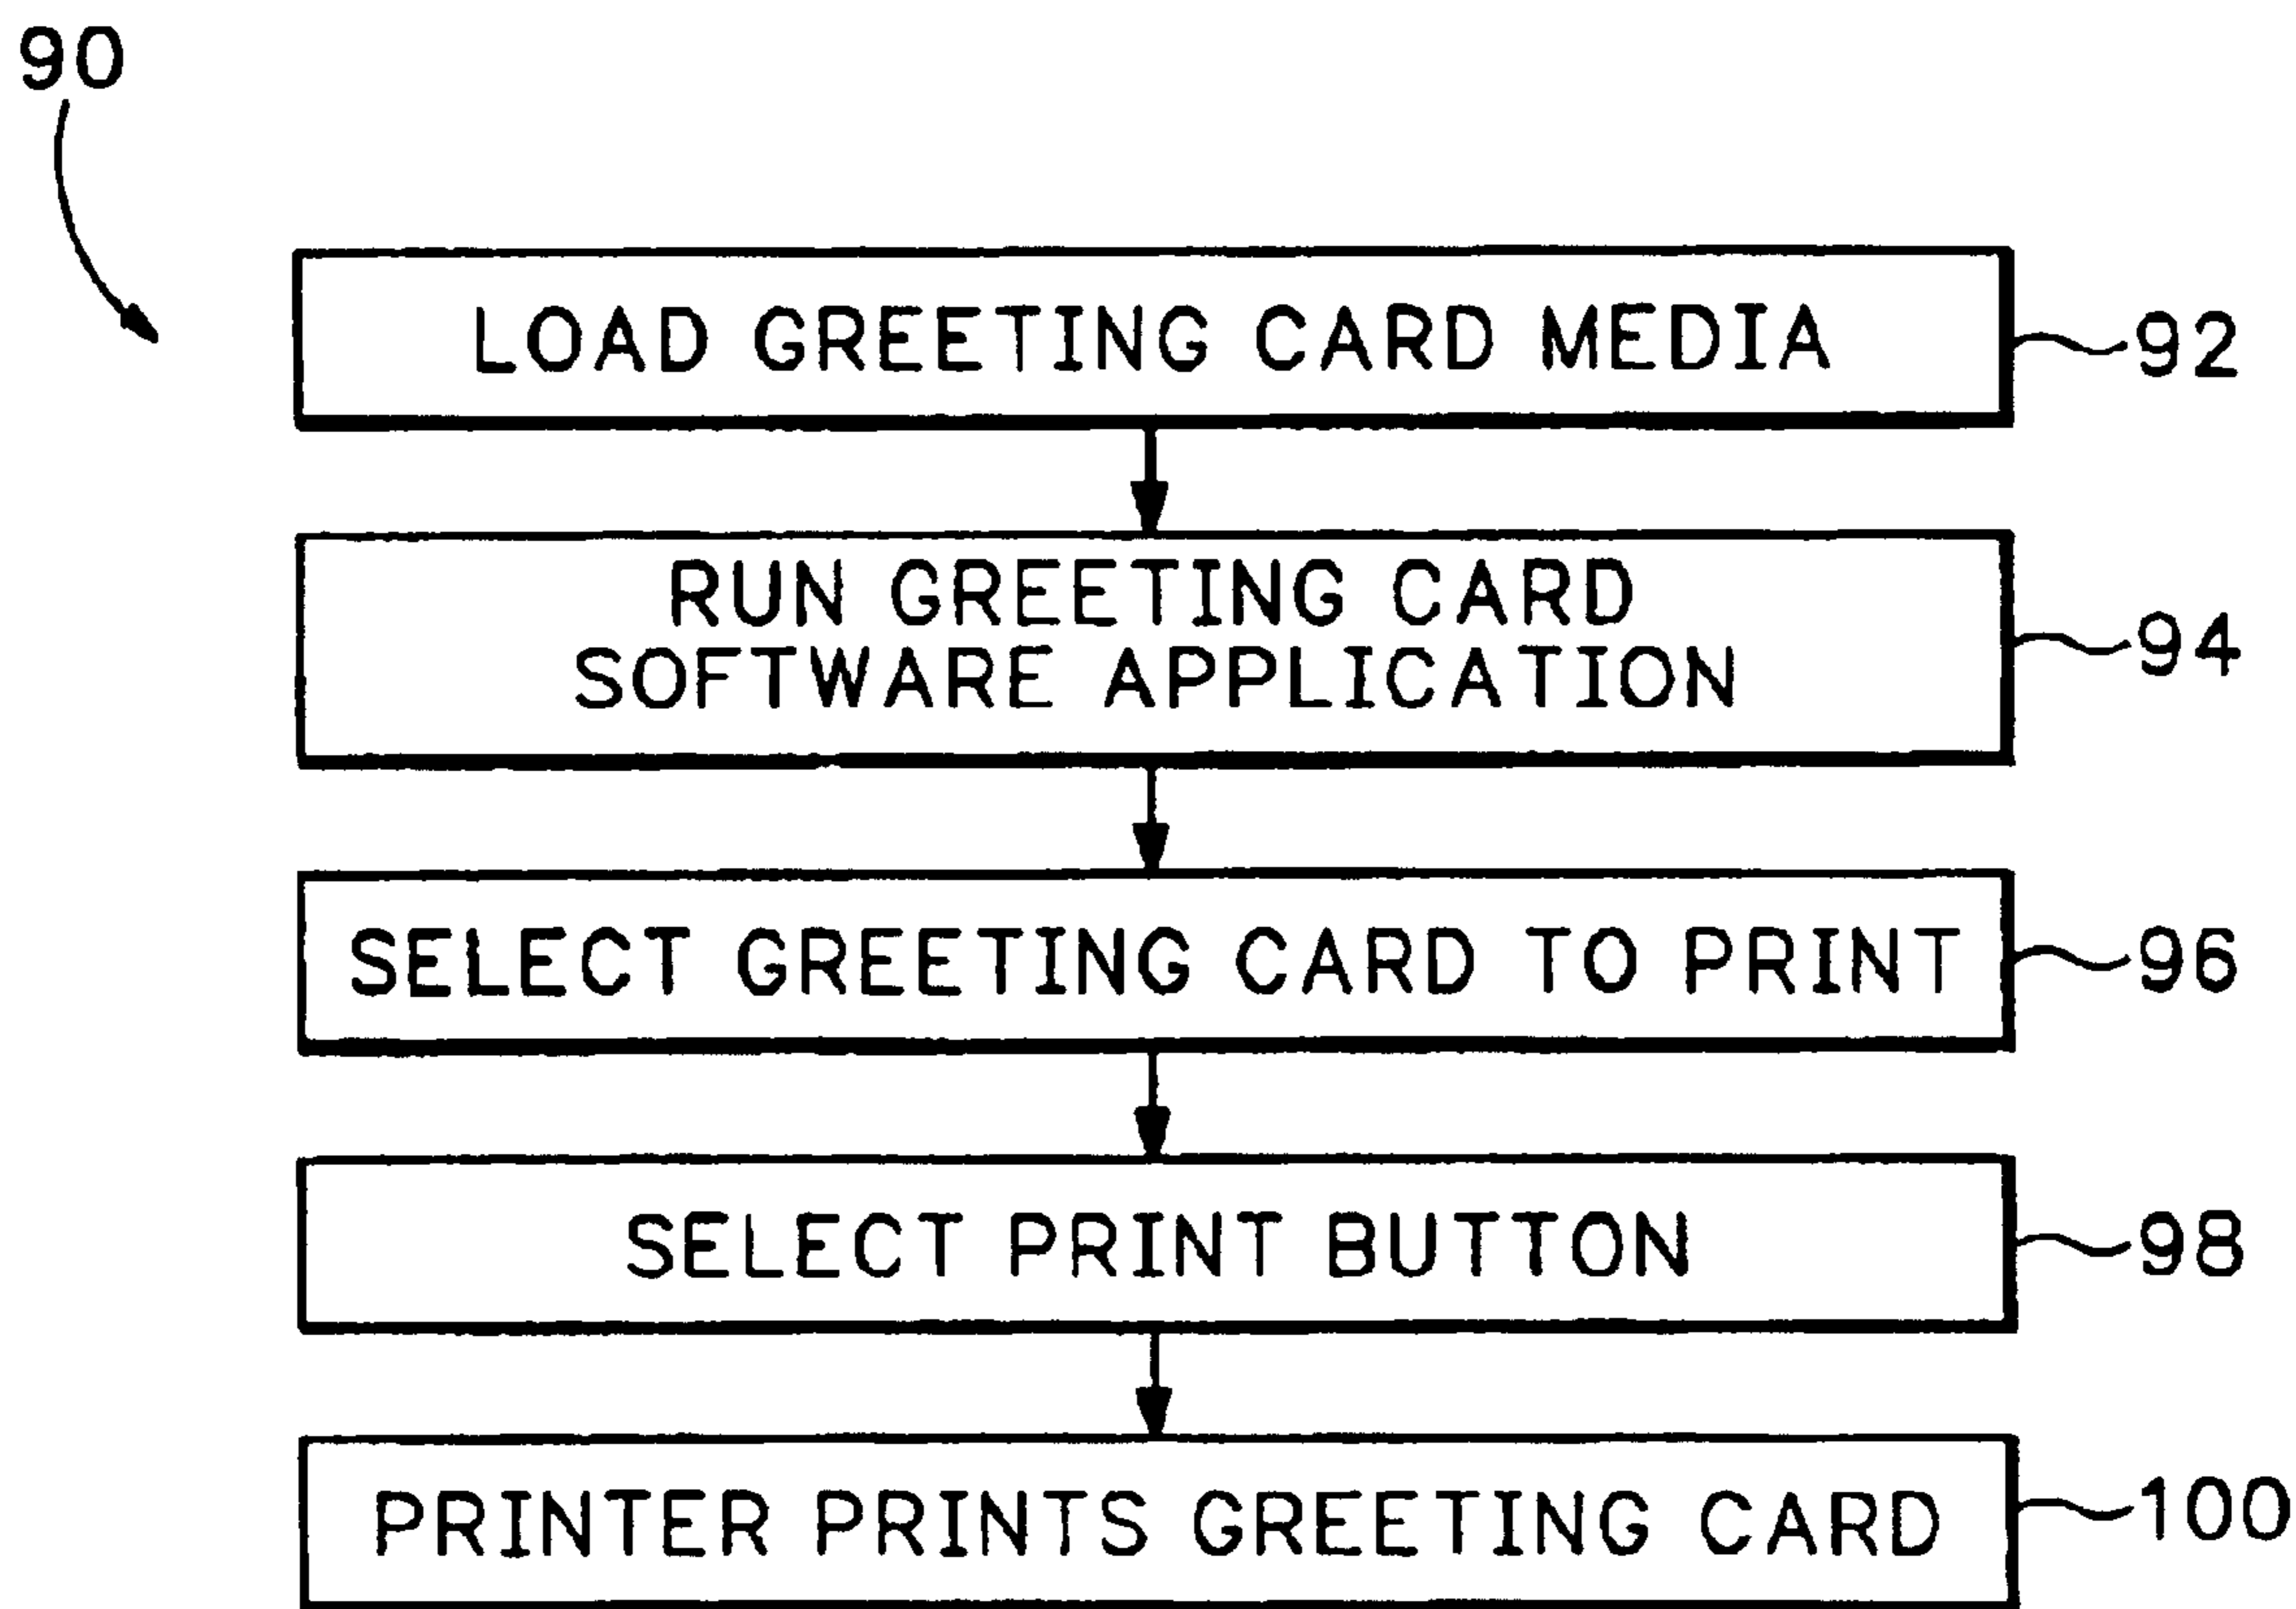 90
LOAD GREETING CARD MEDIA
92
RUN GREETING CARD
SOFTWARE APPLICATION
94
SELECT GREETING CARD TO PRINT
96
SELECT PRINT BUTTON
98
PRINTER PRINTS GREETING CARD
100